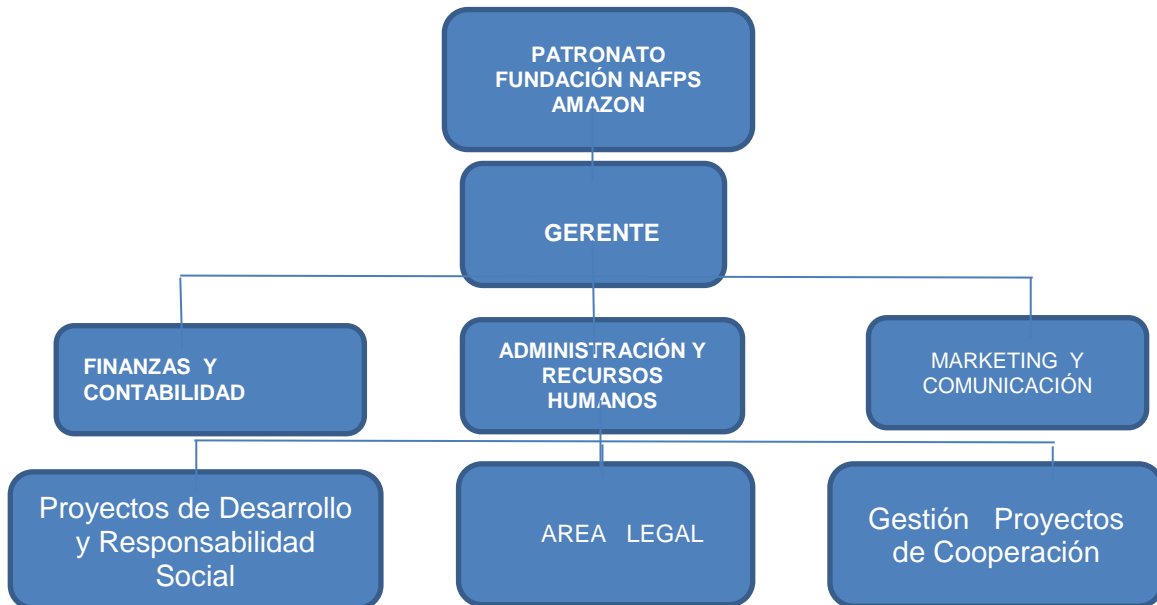 PATRONATO
FUNDACIÓN NAFPS
AMAZON
GERENTE
FINANZAS Y
CONTABILIDAD
ADMINISTRACIÓN Y
RECURSOS
HUMANOS
MARKETING Y
COMUNICACIÓN
Proyectos de Desarrollo
y Responsabilidad
Social
AREA LEGAL
Gestión Proyectos
de Cooperación